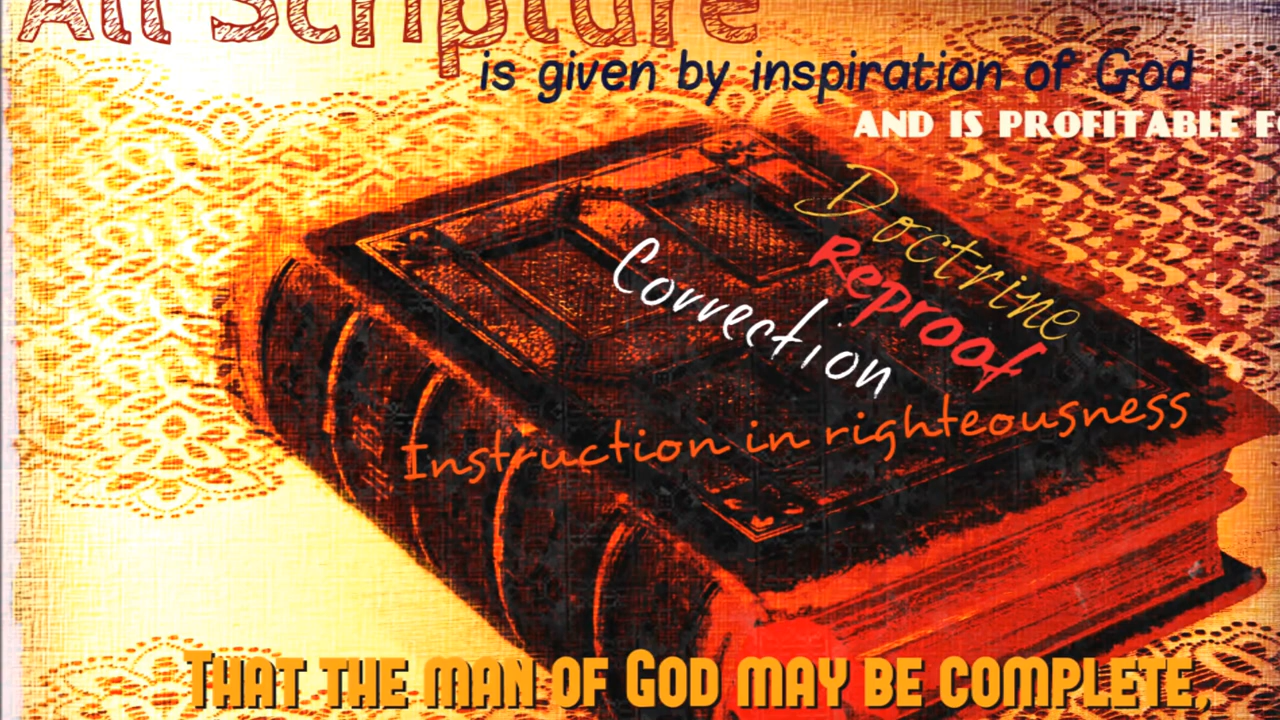 All Scripture
is given by inspiration of God
AND IS PROFITABLE F
Doctrine
Reproof
Correction
Instruction in righteousness
THAT THE MAN OF GOD MAY BE COMPLETE,